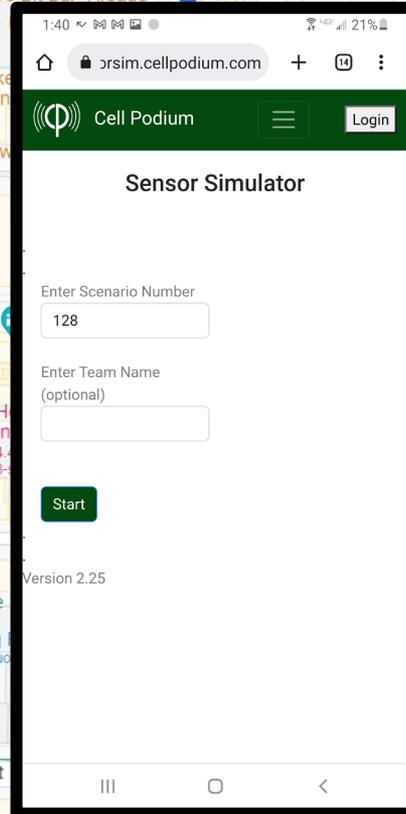 1:40
4G 21%
orsim.cellpodium.com
14
Cell Podium
Login
Sensor Simulator
.
.
Enter Scenario Number
128
Enter Team Name
(optional)
Start
.
.
Version 2.25